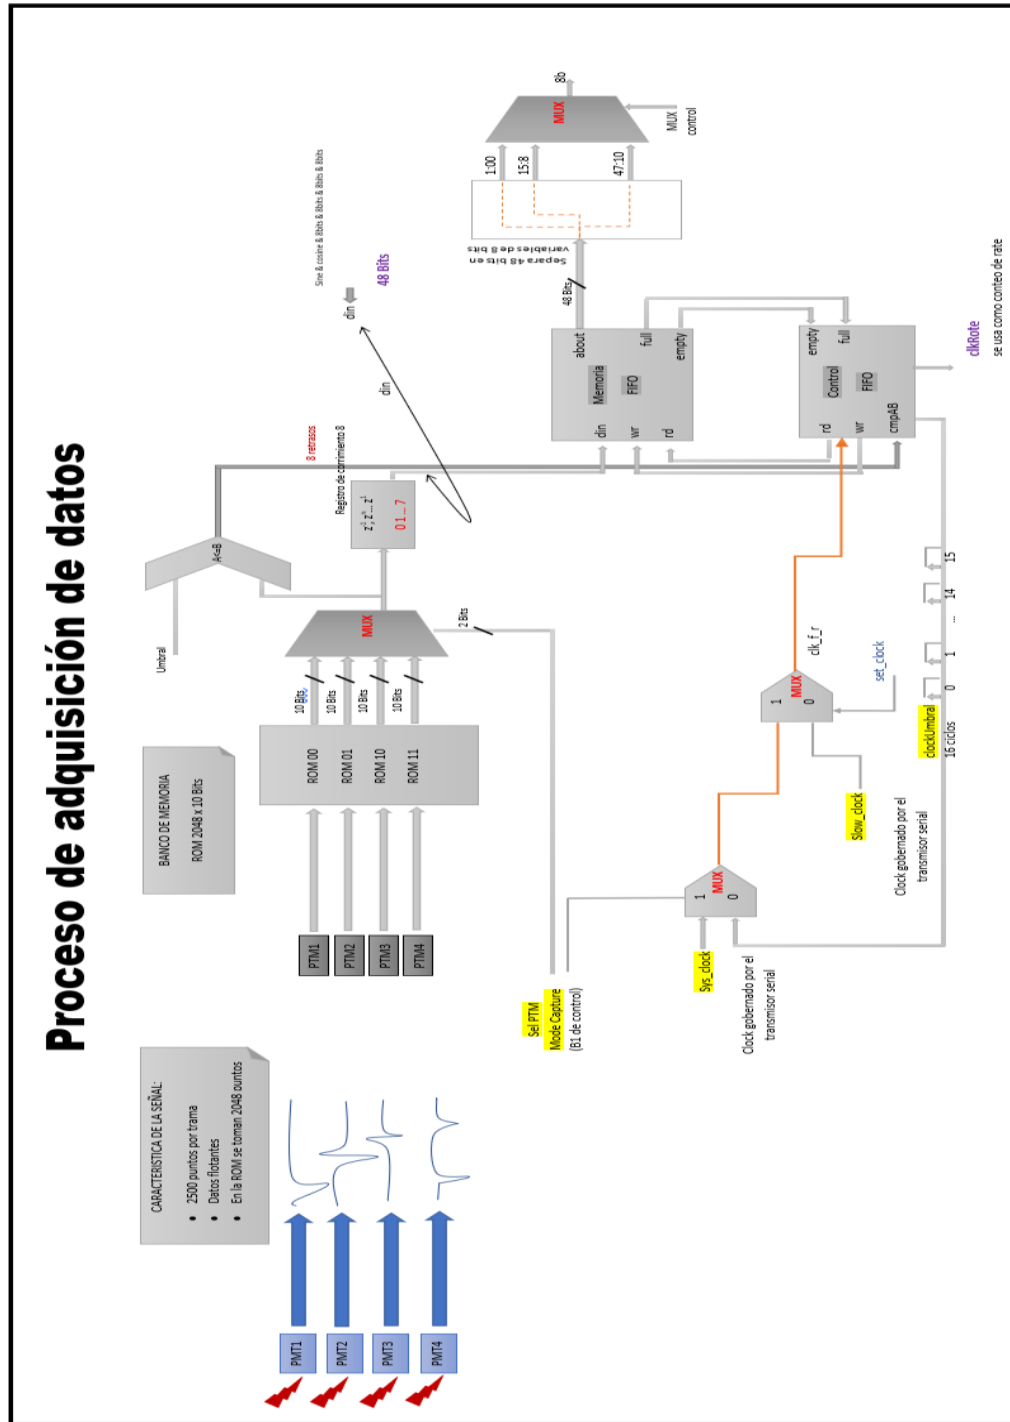 Proceso de adquisición de datos
CARACTERISTICA DE LA SEÑAL:
• 2500 puntos por trama
• Datos flotantes
• En la ROM se toman 2048 puntos
BANCO DE MEMORIA
ROM 2048 x 10 Bits
PMT1
PMT2
PMT3
PMT4
PTM1
PTM2
PTM3
PTM4
ROM 00
ROM 01
ROM 10
ROM 11
10 Bits
10 Bits
10 Bits
10 Bits
MUX
2 Bits
Umbral
A<=B
8 retrasos
Registro de corrimiento 8
0 1 ... 7
din
din
Sine & cosine & 8bits & 8bits & 8bits & 8bits
48 Bits
Memoria
FIFO
din
wr
rd
about
full
empty
48 Bits
Separa 48 bits en
variables de 8 bits
1:00
15:8
47:10
MUX
8b
MUX
control
Control
FIFO
rd
wr
cmpAB
empty
full
clkRote
se usa como conteo de rate
Sel PTM
Mode Capture
(B1 de control)
Sys_clock
Clock gobernado por el
transmisor serial
1
MUX
0
1
MUX
0
clk_f_r
set_clock
Slow_clock
Clock gobernado por el
transmisor serial
clockUmbral
16 ciclos
0
1
...
14
15